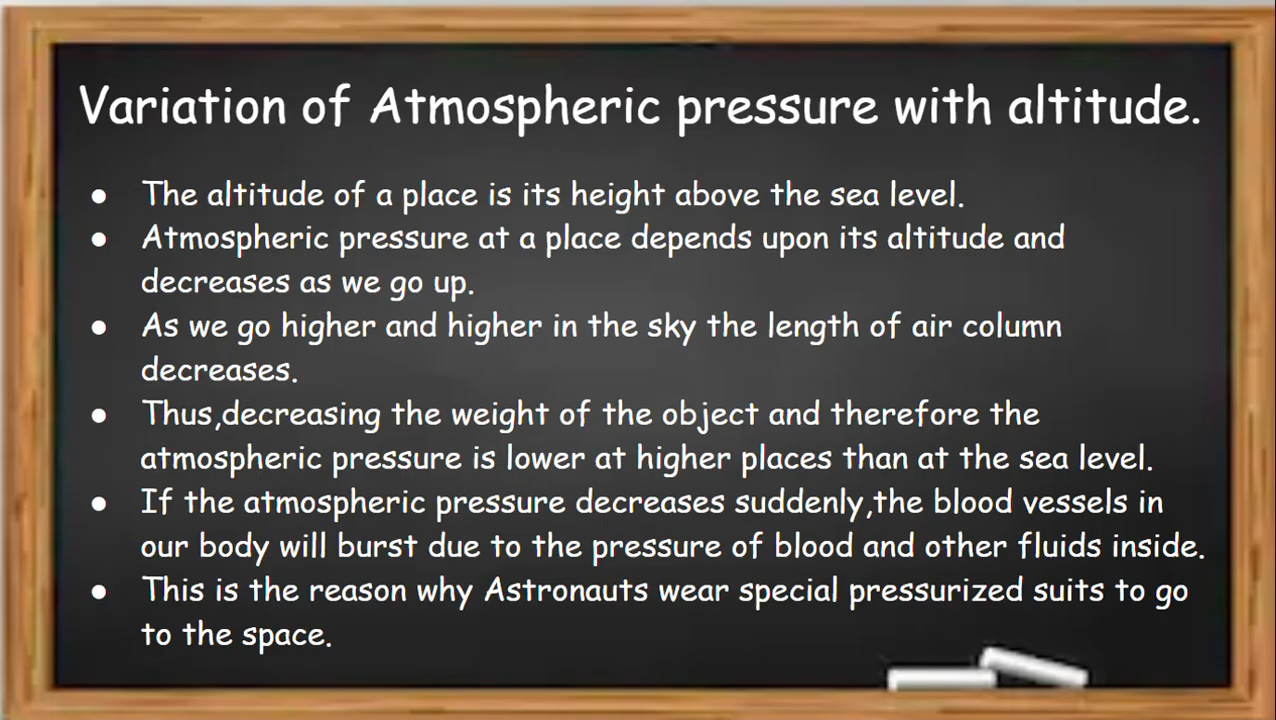 Variation of Atmospheric pressure with altitude.
● The altitude of a place is its height above the sea level.
● Atmospheric pressure at a place depends upon its altitude and
decreases as we go up.
● As we go higher and higher in the sky the length of air column
decreases.
● Thus,decreasing the weight of the object and therefore the
atmospheric pressure is lower at higher places than at the sea level.
● If the atmospheric pressure decreases suddenly,the blood vessels in
our body will burst due to the pressure of blood and other fluids inside.
● This is the reason why Astronauts wear special pressurized suits to go
to the space.